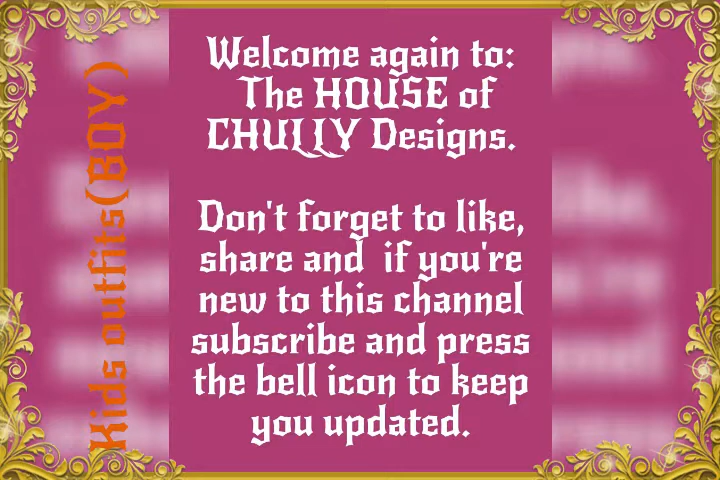 Kids outfits(BOY)
Welcome again to:
The HOUSE of
CHULLY Designs.
Don't forget to like,
share and if you're
new to this channel
subscribe and press
the bell icon to keep
you updated.